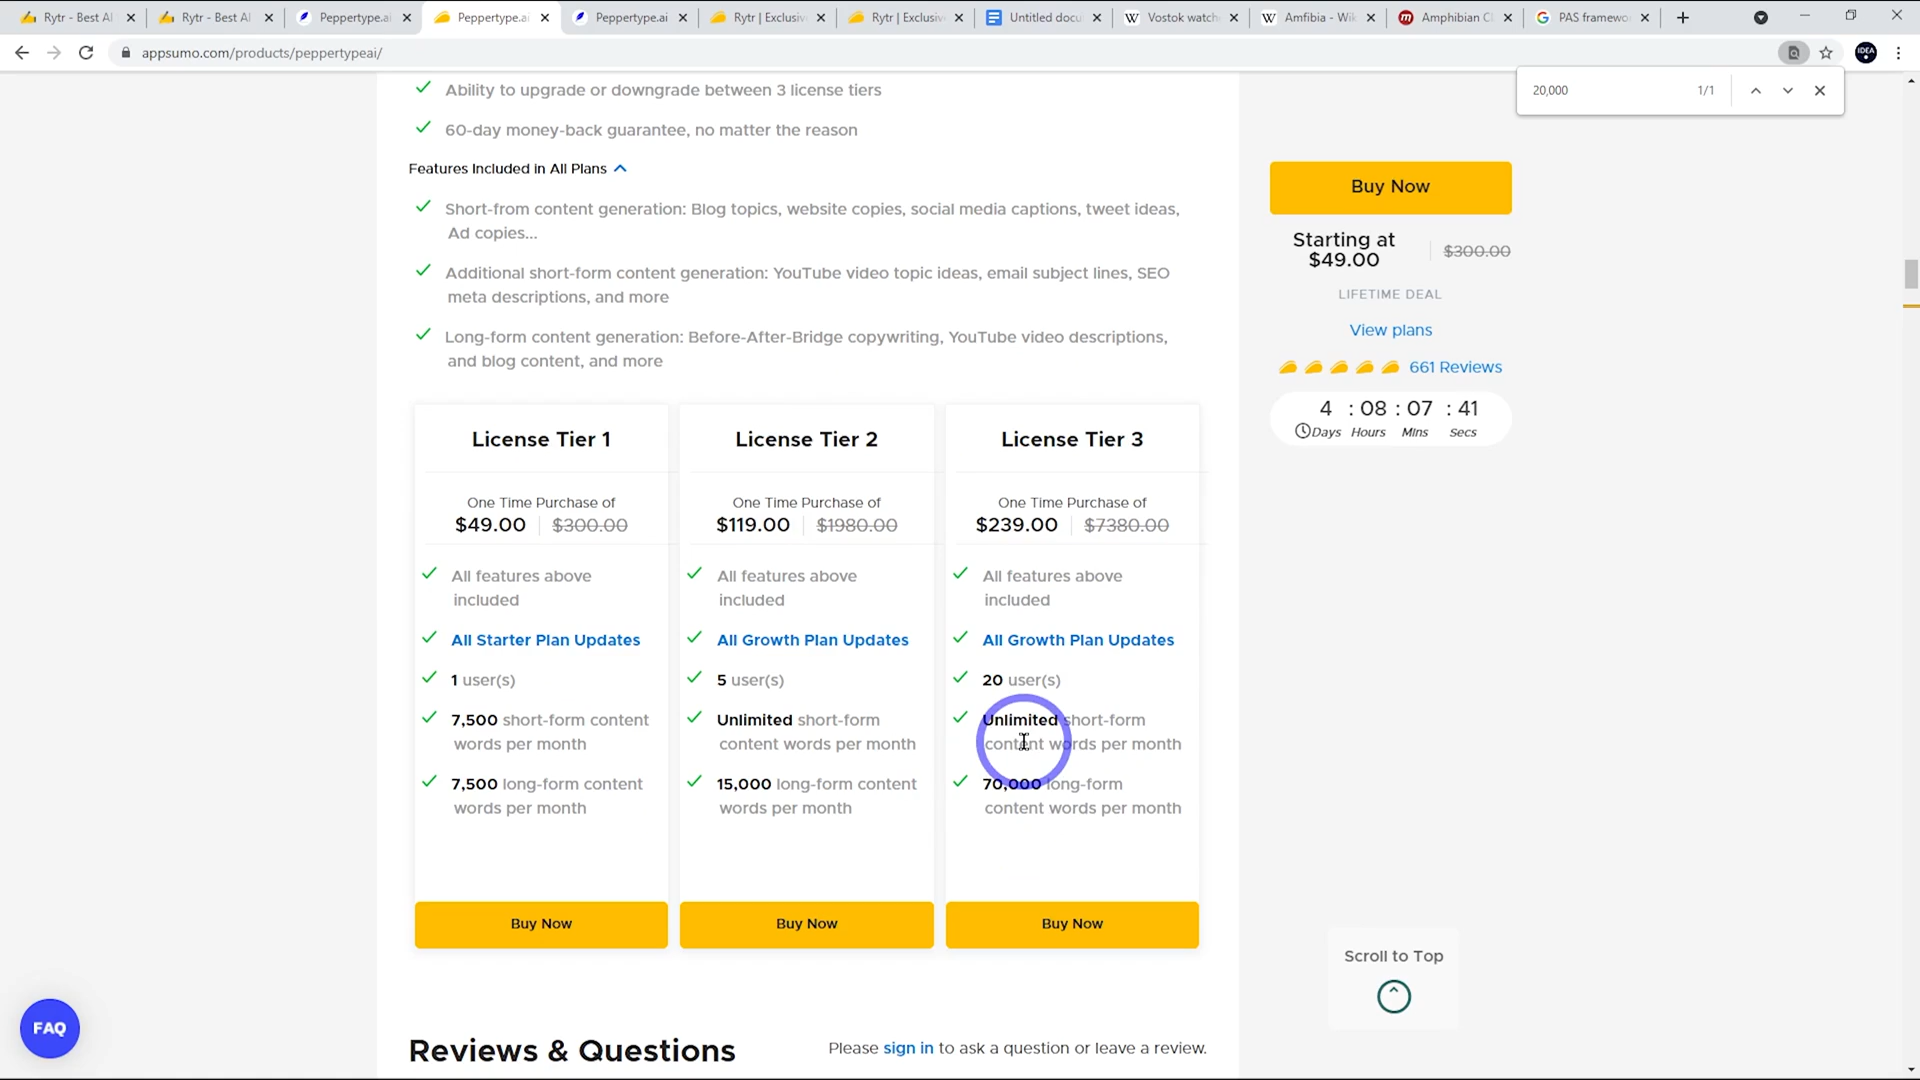 Rytr - Best AI
Rytr - Best AI
Peppertype.ai
Peppertype.ai
Peppertype.ai
Rytr | Exclusiv
Rytr | Exclusiv
Untitled docu
Vostok watch
Amfibia - Wik
Amphibian C
PAS framewo
appsumo.com/products/peppertypeai/
IDEA
20,000
1/1
Ability to upgrade or downgrade between 3 license tiers
60-day money-back guarantee, no matter the reason
Features Included in All Plans
Short-from content generation: Blog topics, website copies, social media captions, tweet ideas,
Ad copies...
Additional short-form content generation: YouTube video topic ideas, email subject lines, SEO
meta descriptions, and more
Long-form content generation: Before-After-Bridge copywriting, YouTube video descriptions,
and blog content, and more
Buy Now
Starting at
$49.00
$300.00
LIFETIME DEAL
View plans
661 Reviews
4 : 08 : 07 : 41
Days Hours Mins Secs
License Tier 1
One Time Purchase of
$49.00 $300.00
All features above
included
All Starter Plan Updates
1 user(s)
7,500 short-form content
words per month
7,500 long-form content
words per month
Buy Now
License Tier 2
One Time Purchase of
$119.00 $1980.00
All features above
included
All Growth Plan Updates
5 user(s)
Unlimited short-form
content words per month
15,000 long-form content
words per month
Buy Now
License Tier 3
One Time Purchase of
$239.00 $7380.00
All features above
included
All Growth Plan Updates
20 user(s)
Unlimited short-form
content words per month
70,000 long-form
content words per month
Buy Now
Scroll to Top
FAQ
Reviews & Questions
Please sign in to ask a question or leave a review.